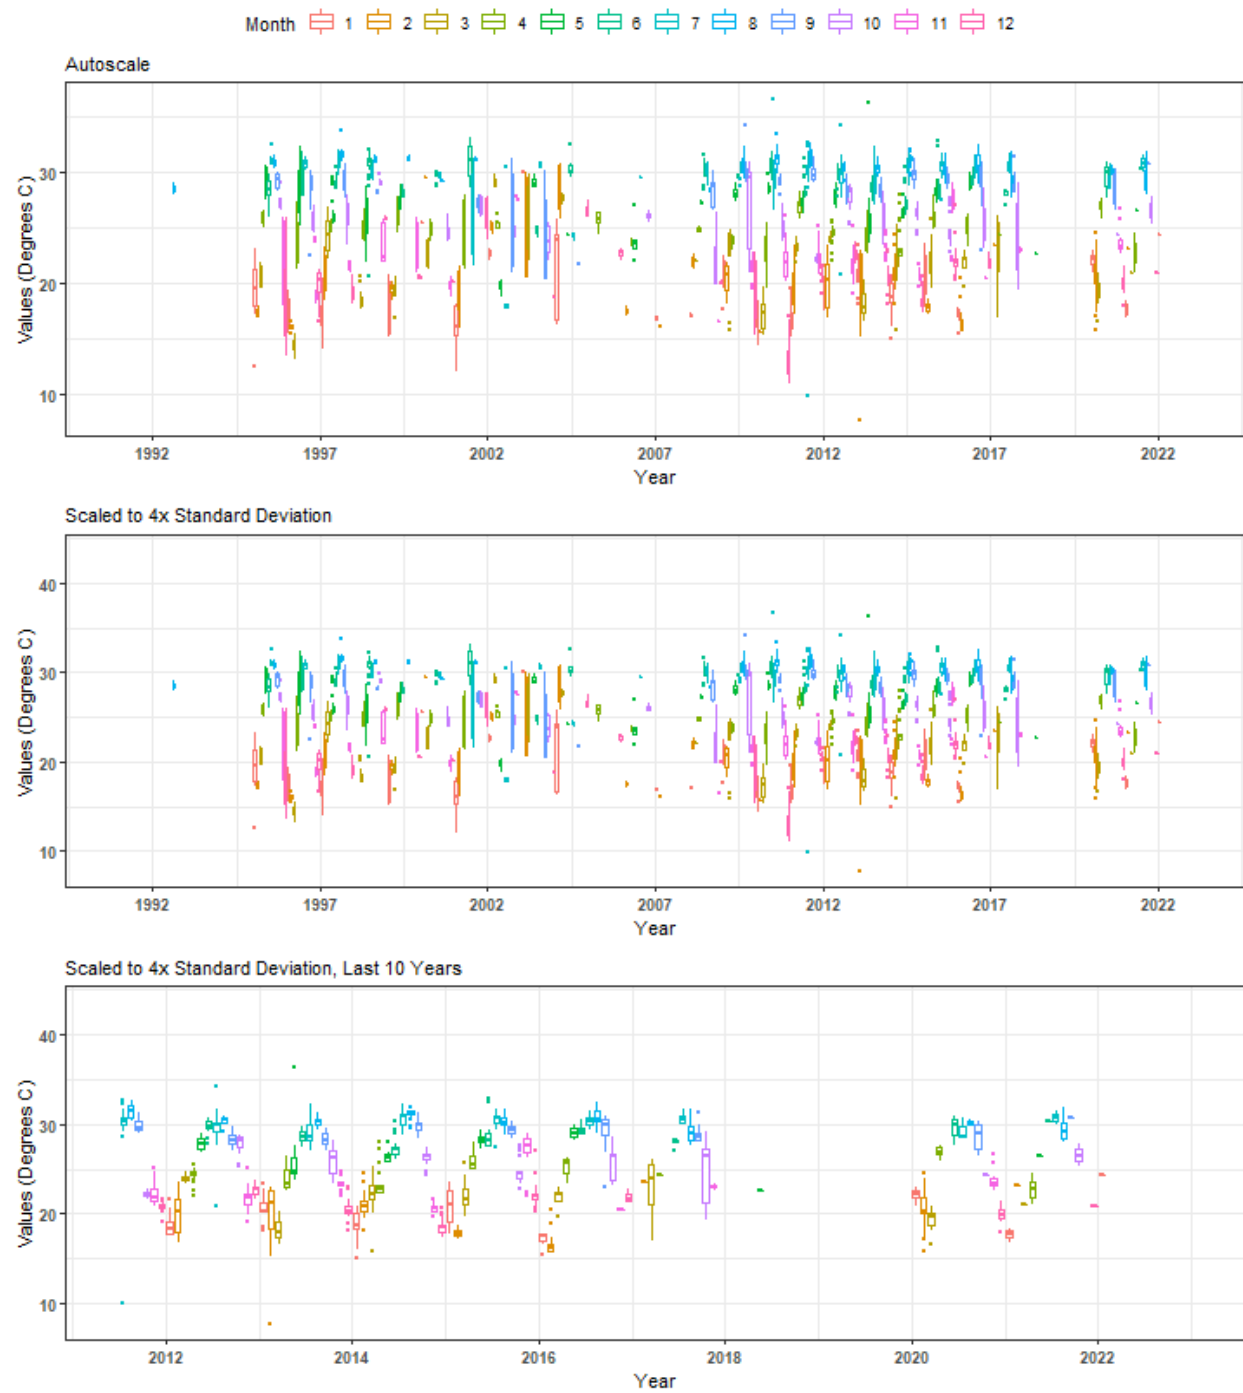 Month 1 2 3 4 5 6 7 8 9 10 11 12
Autoscale
Values (Degrees C)
30
20
10
1992 1997 2002 2007 2012 2017 2022
Year
Scaled to 4x Standard Deviation
Values (Degrees C)
40
30
20
10
1992 1997 2002 2007 2012 2017 2022
Year
Scaled to 4x Standard Deviation, Last 10 Years
Values (Degrees C)
40
30
20
10
2012 2014 2016 2018 2020 2022
Year